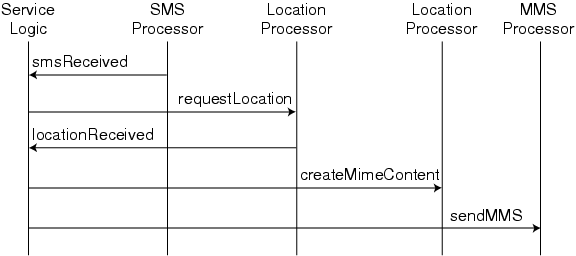 Service SMS Location Location MMS
Logic Processor Processor Processor Processor
smsReceived
requestLocation
locationReceived
createMimeContent
sendMMS